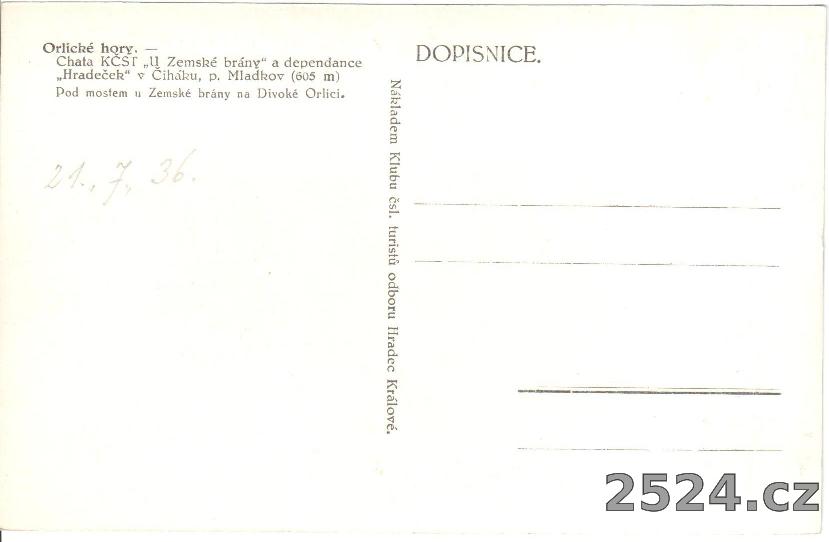 Orlické hory. —
Chata KČST „U Zemské brány“ a dependance
„Hradeček“ v Čiháku, p. Mladkov (605 m)
Pod mostem u Zemské brány na Divoké Orlici.
21., 7., 36.
Nákladem Klubu čsl. turistů odboru Hradec Králové.
DOPISNICE.
2524.cz